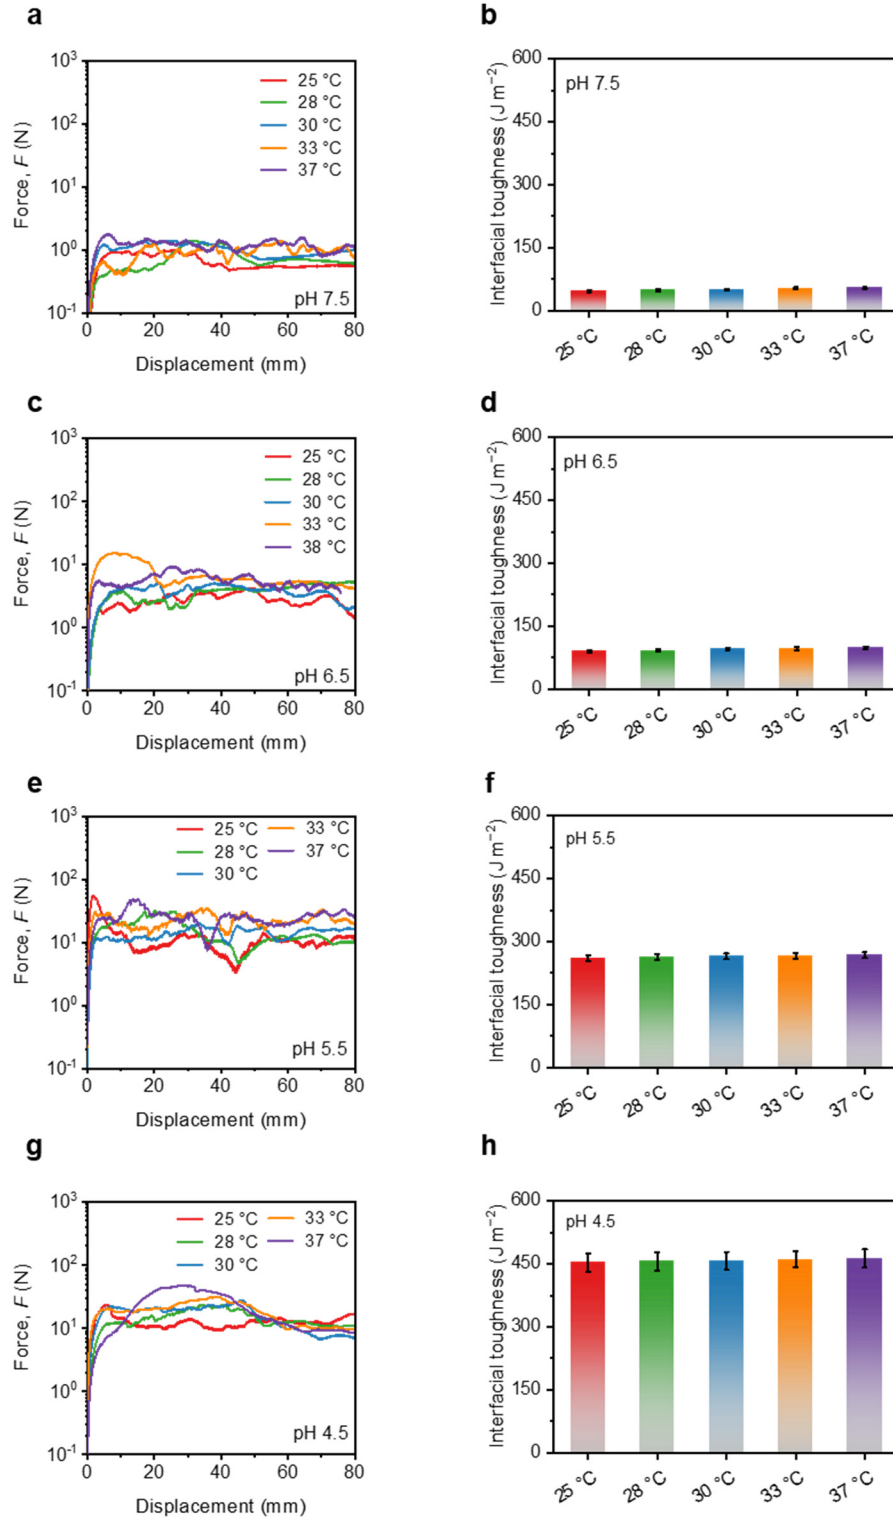 a
10³
10²
10¹
10⁰
10⁻¹
Force, F (N)
25 °C
28 °C
30 °C
33 °C
37 °C
pH 7.5
0 20 40 60 80
Displacement (mm)
b
600
450
300
150
0
Interfacial toughness (J m⁻²)
pH 7.5
25 °C 28 °C 30 °C 33 °C 37 °C
c
10³
10²
10¹
10⁰
10⁻¹
Force, F (N)
25 °C
28 °C
30 °C
33 °C
38 °C
pH 6.5
0 20 40 60 80
Displacement (mm)
d
600
450
300
150
0
Interfacial toughness (J m⁻²)
pH 6.5
25 °C 28 °C 30 °C 33 °C 37 °C
e
10³
10²
10¹
10⁰
10⁻¹
Force, F (N)
25 °C 33 °C
28 °C 37 °C
30 °C
pH 5.5
0 20 40 60 80
Displacement (mm)
f
600
450
300
150
0
Interfacial toughness (J m⁻²)
pH 5.5
25 °C 28 °C 30 °C 33 °C 37 °C
g
10³
10²
10¹
10⁰
10⁻¹
Force, F (N)
25 °C 33 °C
28 °C 37 °C
30 °C
pH 4.5
0 20 40 60 80
Displacement (mm)
h
600
450
300
150
0
Interfacial toughness (J m⁻²)
pH 4.5
25 °C 28 °C 30 °C 33 °C 37 °C